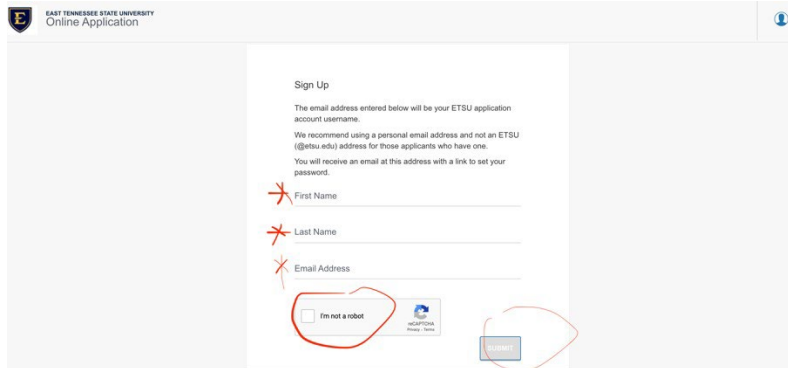 EAST TENNESSEE STATE UNIVERSITY
Online Application
Sign Up
The email address entered below will be your ETSU application
account username.
We recommend using a personal email address and not an ETSU
(@etsu.edu) address for those applicants who have one.
You will receive an email at this address with a link to set your
password.
First Name
Last Name
Email Address
I'm not a robot
reCAPTCHA
Privacy - Terms
SUBMIT